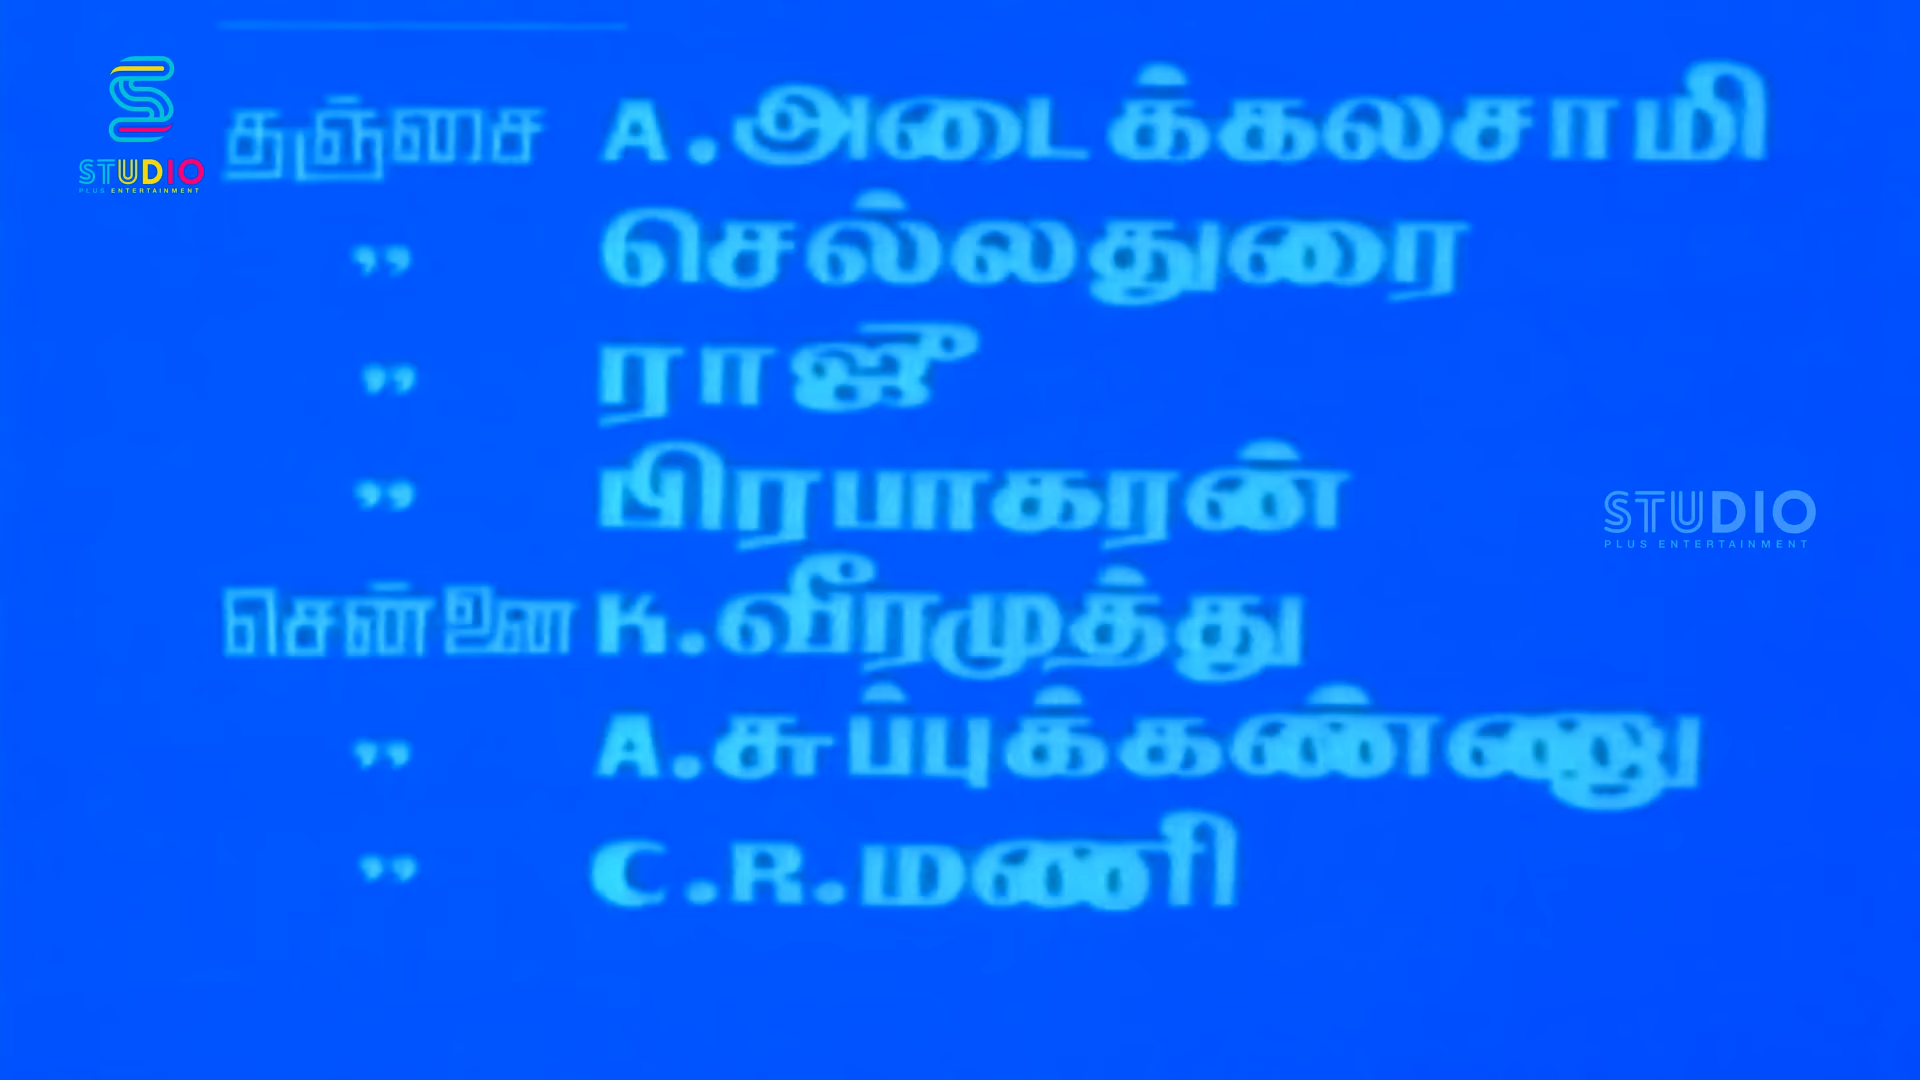 தஞ்சை A.அடைக்கலசாமி
” செல்லதுரை
” ராஜீ
” பிரபாகரன்
சென்னை K.வீரமுத்து
” A.சுப்புக்கண்ணு
” C.R.மணி
STUDIO
PLUS ENTERTAINMENT
STUDIO
PLUS ENTERTAINMENT